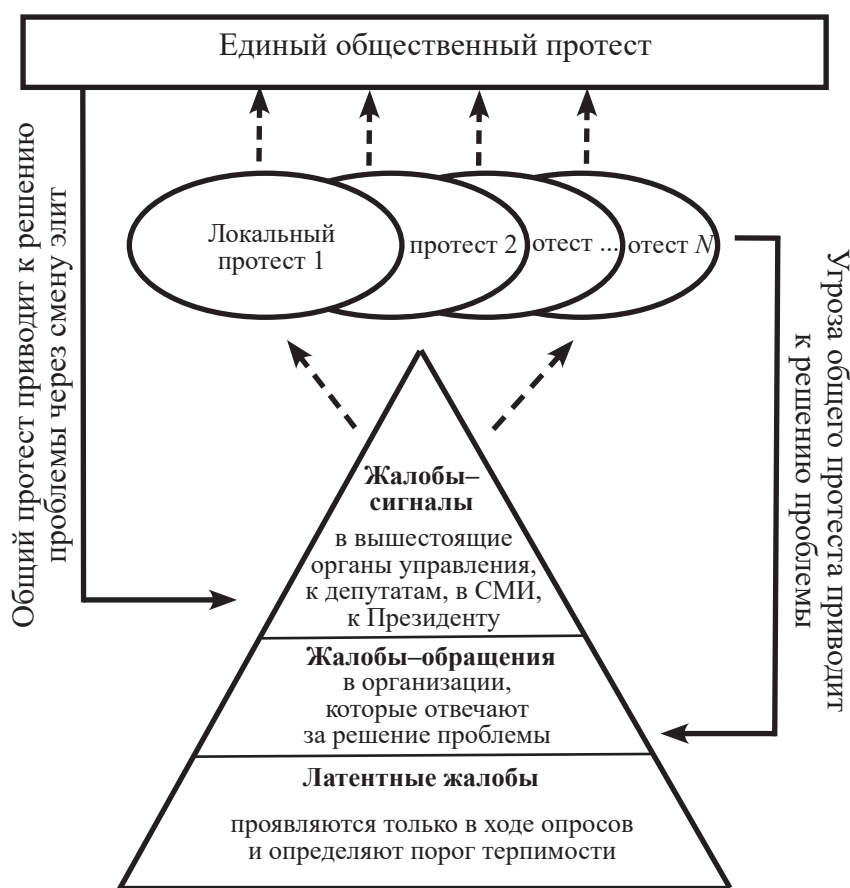 Единый общественный протест
Общий протест приводит к решению
проблемы через смену элит
Локальный
протест 1
протест 2
отест ...
отест N
Угроза общего протеста приводит
к решению проблемы
Жалобы–
сигналы
в вышестоящие
органы управления,
к депутатам, в СМИ,
к Президенту
Жалобы–обращения
в организации,
которые отвечают
за решение проблемы
Латентные жалобы
проявляются только в ходе опросов
и определяют порог терпимости